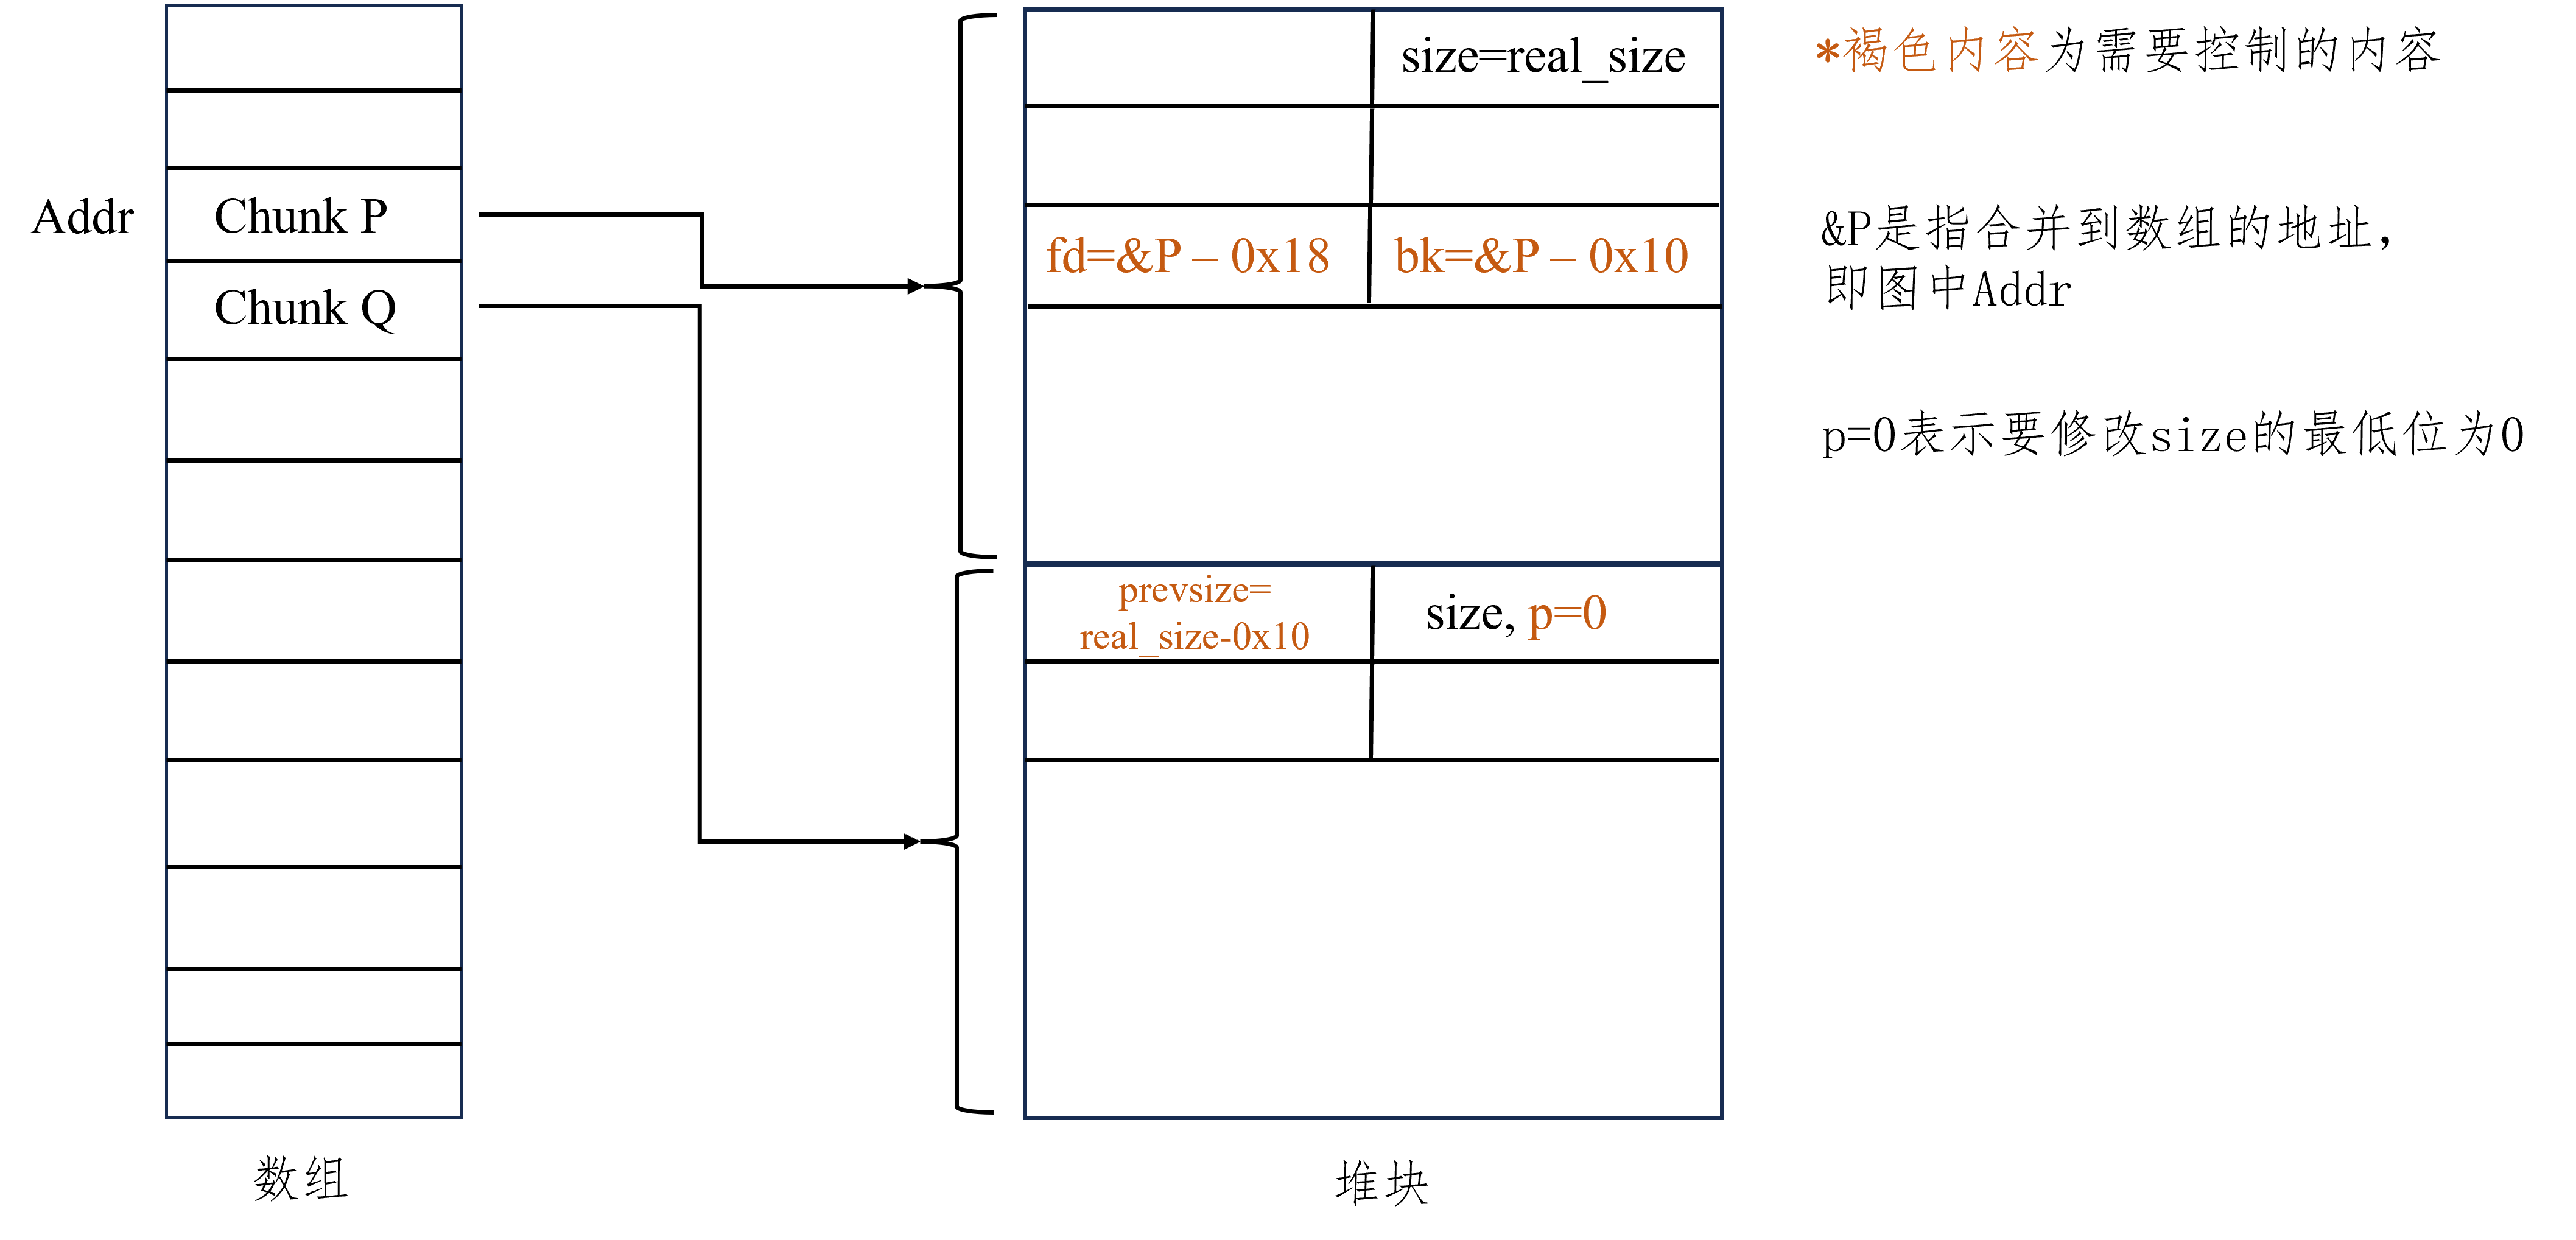 Addr
Chunk P
Chunk Q
数组
size=real_size
fd=&P – 0x18
bk=&P – 0x10
prevsize=
real_size-0x10
size, p=0
堆块
*褐色内容为需要控制的内容
&P是指合并到数组的地址，
即图中Addr
p=0表示要修改size的最低位为0